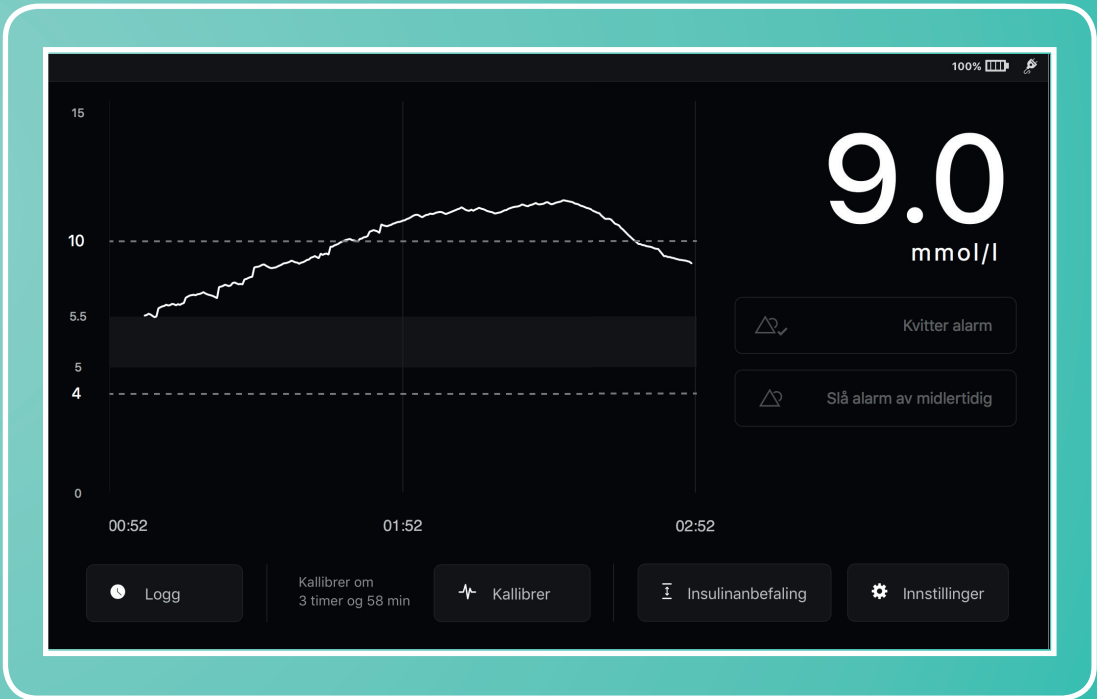 100%
15
10
5.5
5
4
0
00:52
01:52
02:52
9.0
mmol/l
Kvitter alarm
Slå alarm av midlertidig
Logg
Kallibrer om
3 timer og 58 min
Kallibrer
Insulinanbefaling
Innstillinger